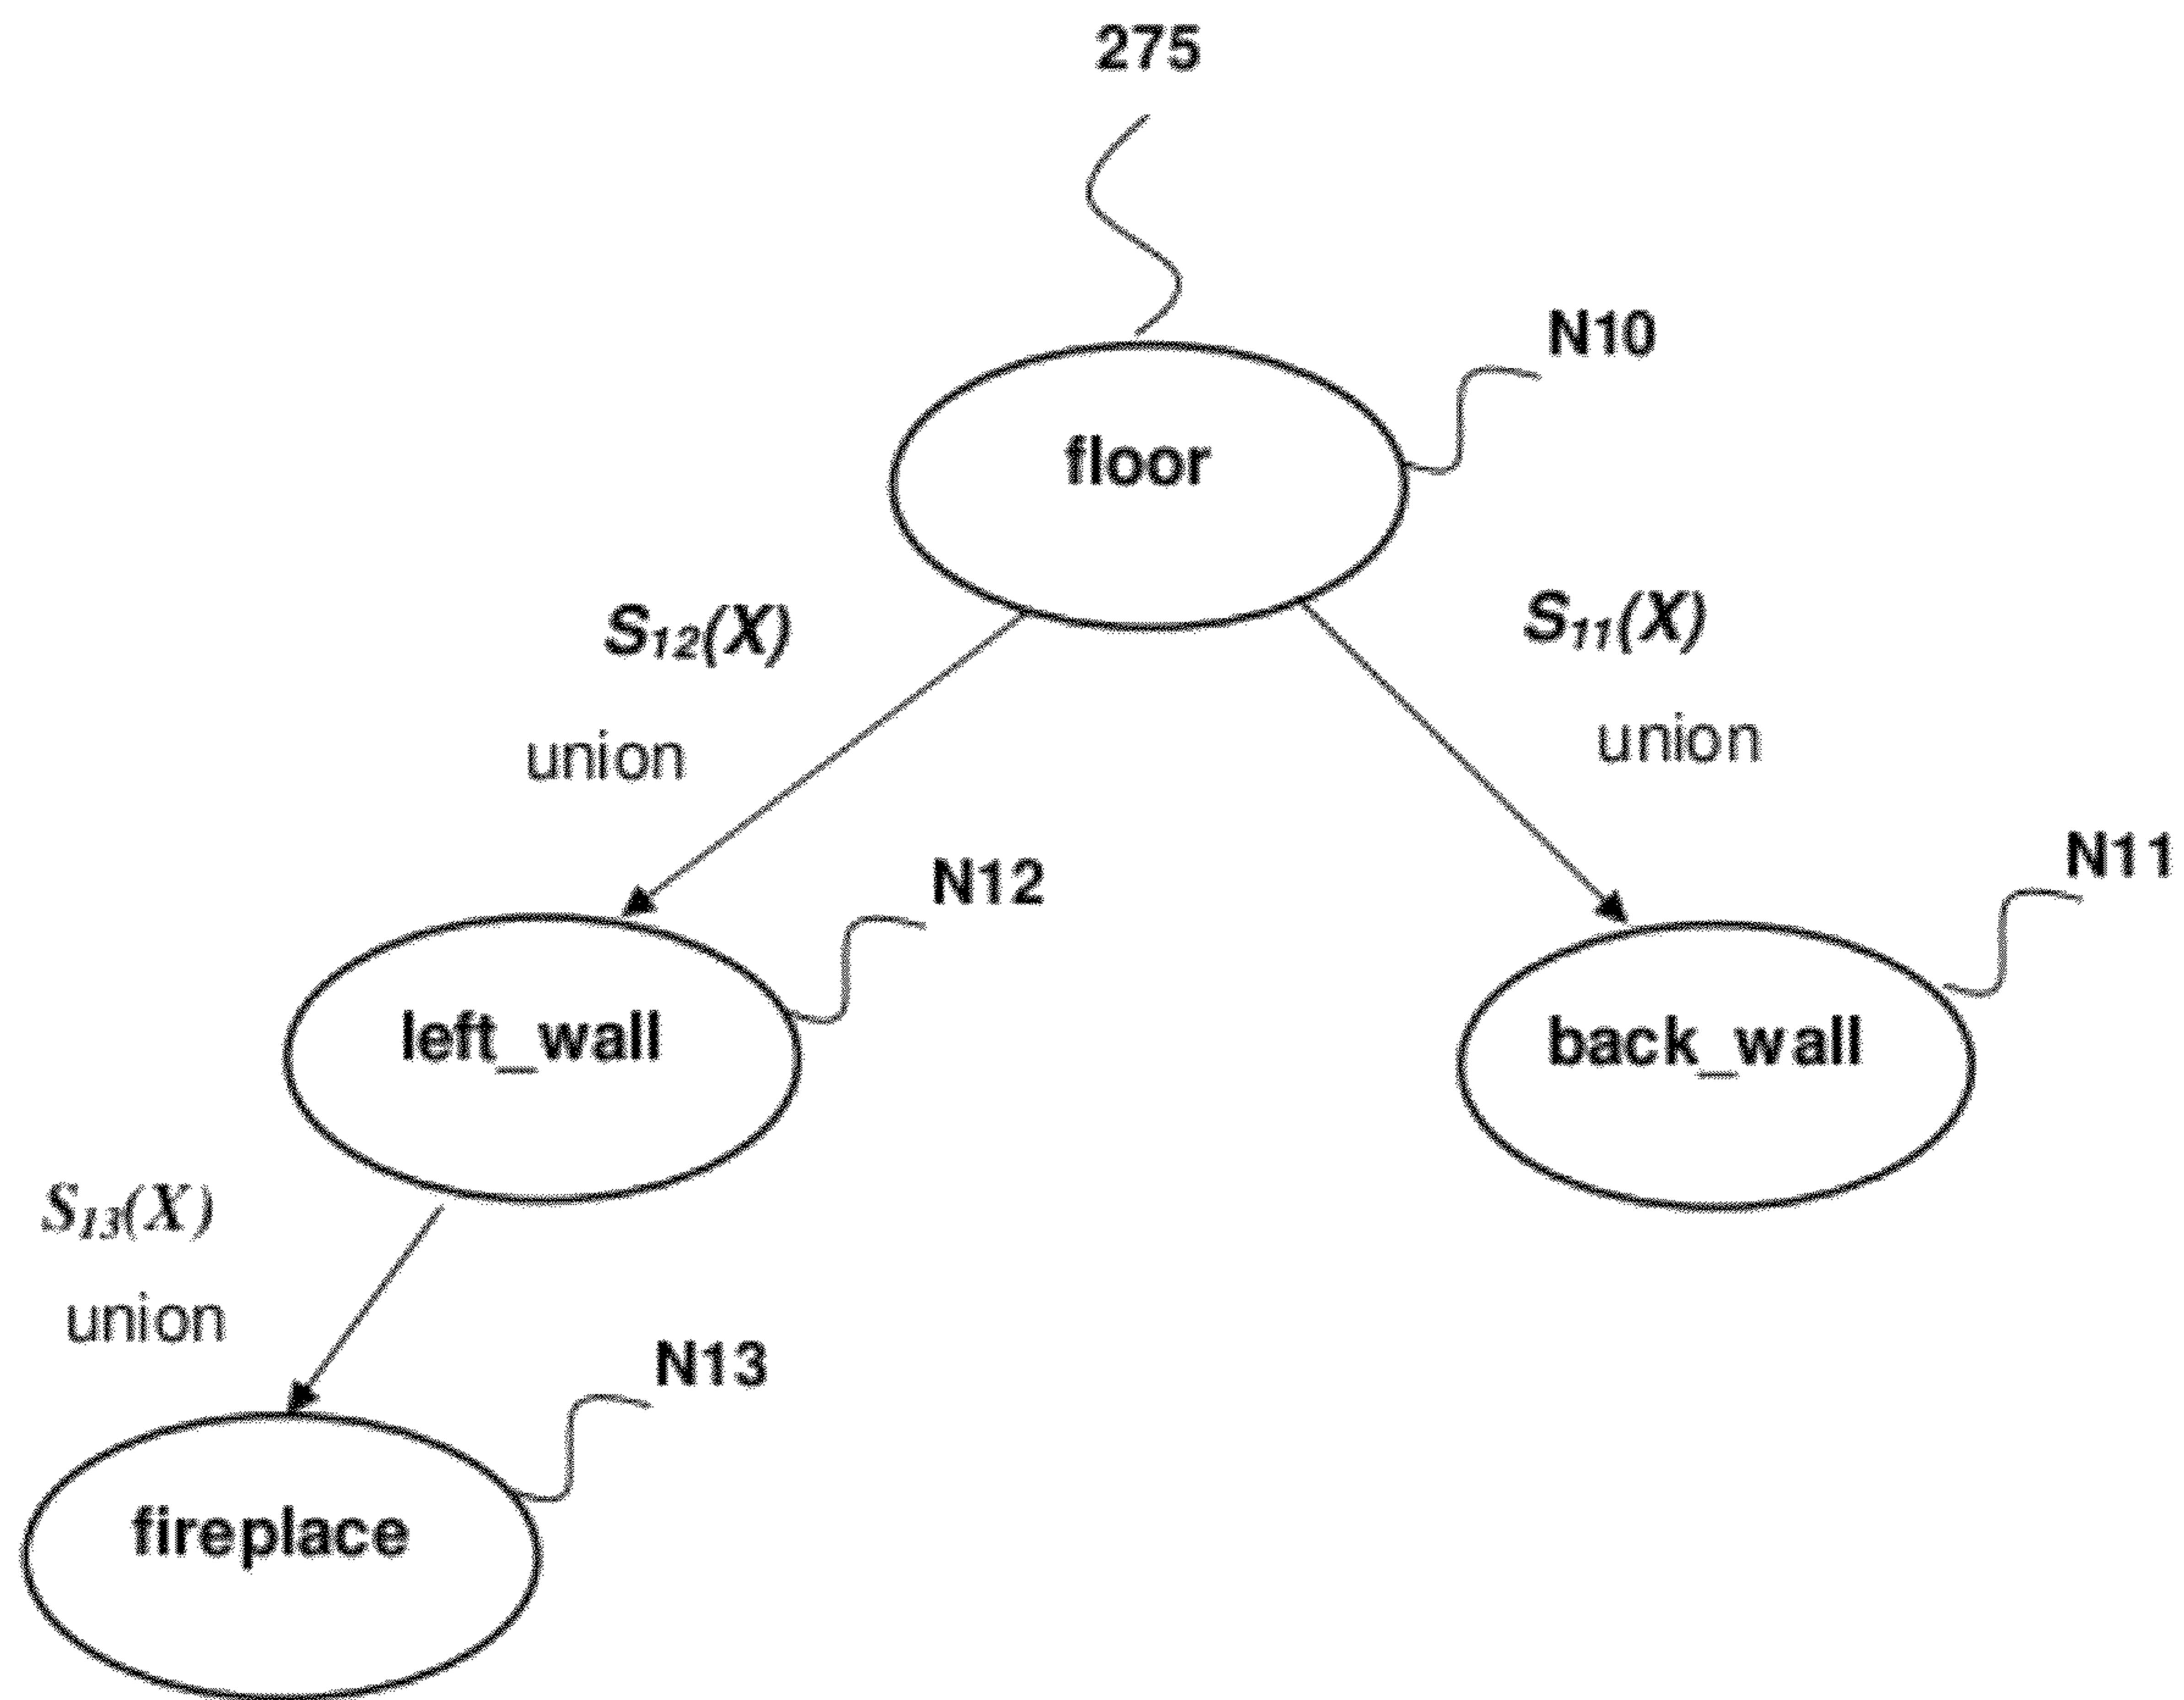 275
N10
floor
S₁₂(X)
S₁₁(X)
union
union
N12
N11
left_wall
back_wall
S₁₃(X)
union
N13
fireplace